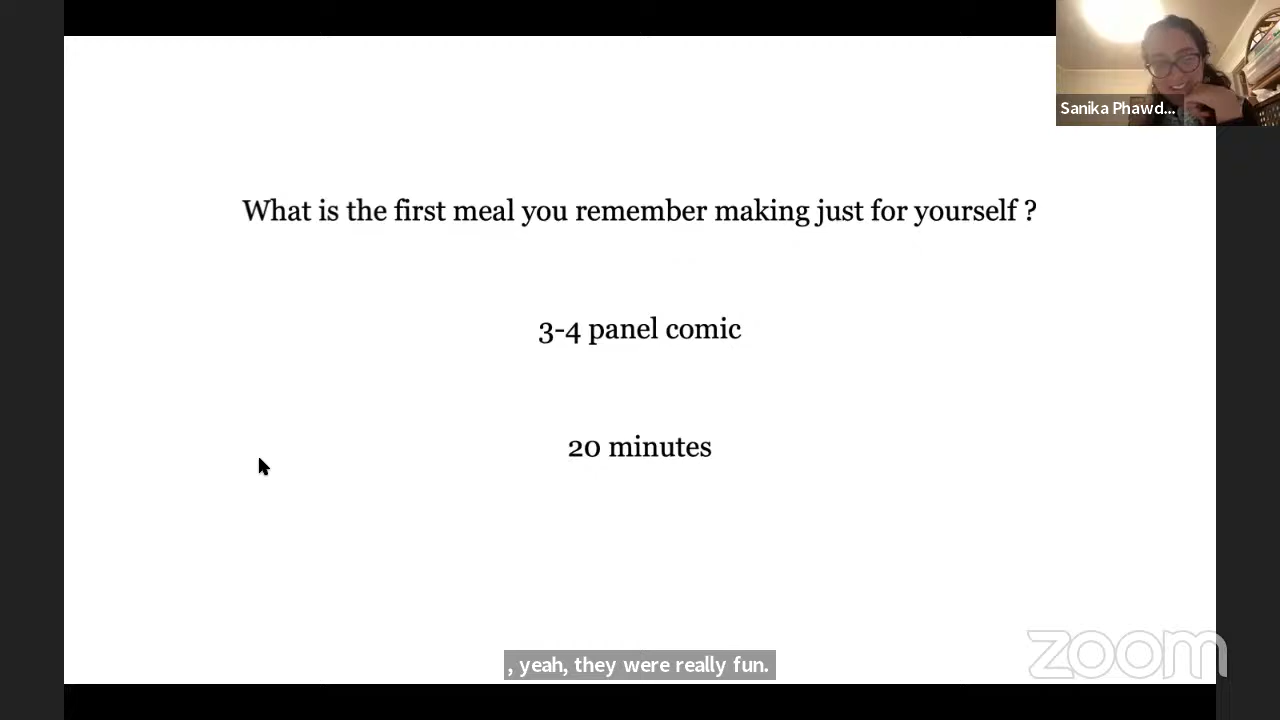 Sanika Phawd...
What is the first meal you remember making just for yourself ?
3-4 panel comic
20 minutes
, yeah, they were really fun.
zoom